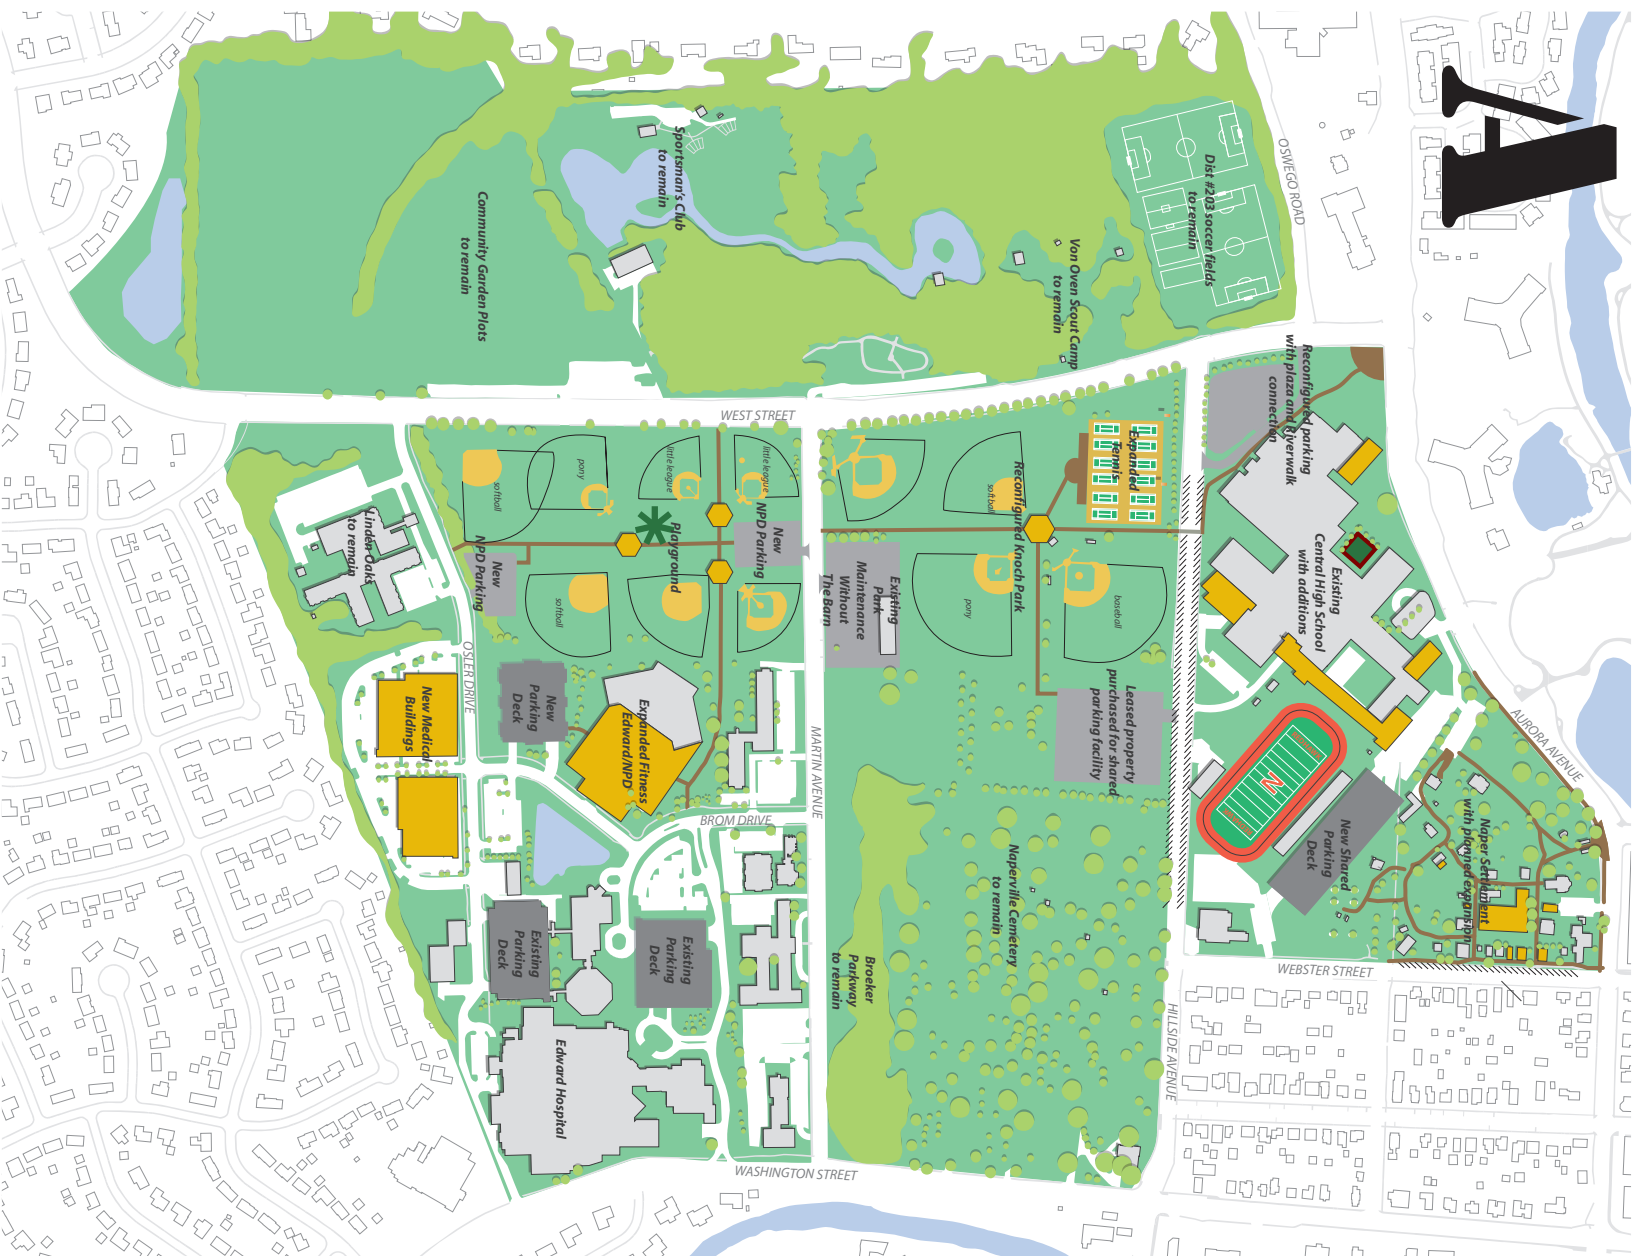 A
OSWEGO ROAD
Dist #203 soccer fields
to remain
Sportsman's Club
to remain
Community Garden Plots
to remain
Von Oven Scout Camp
to remain
Reconfigured parking
with plaza and Riverwalk
connection
WEST STREET
Expanded
Tennis
Reconfigured Knoch Park
softball
little league
little league
pony
softball
Playground
New
NPD Parking
New
NPD Parking
Linden Oaks
to remain
softball
pony
baseball
Existing
Park
Maintenance
Without
The Barn
Existing
Central High School
with additions
OSLER DRIVE
New Medical
Buildings
New
Parking
Deck
Expanded Fitness
Edward/NPD
MARTIN AVENUE
BROM DRIVE
Leased property
purchased for shared
parking facility
AURORA AVENUE
N
New Shared
Parking
Deck
Naper Settlement
with planned expansion
Naperville Cemetery
to remain
Broeker
Parkway
to remain
Existing
Parking
Deck
Existing
Parking
Deck
WEBSTER STREET
HILLSIDE AVENUE
Edward Hospital
WASHINGTON STREET